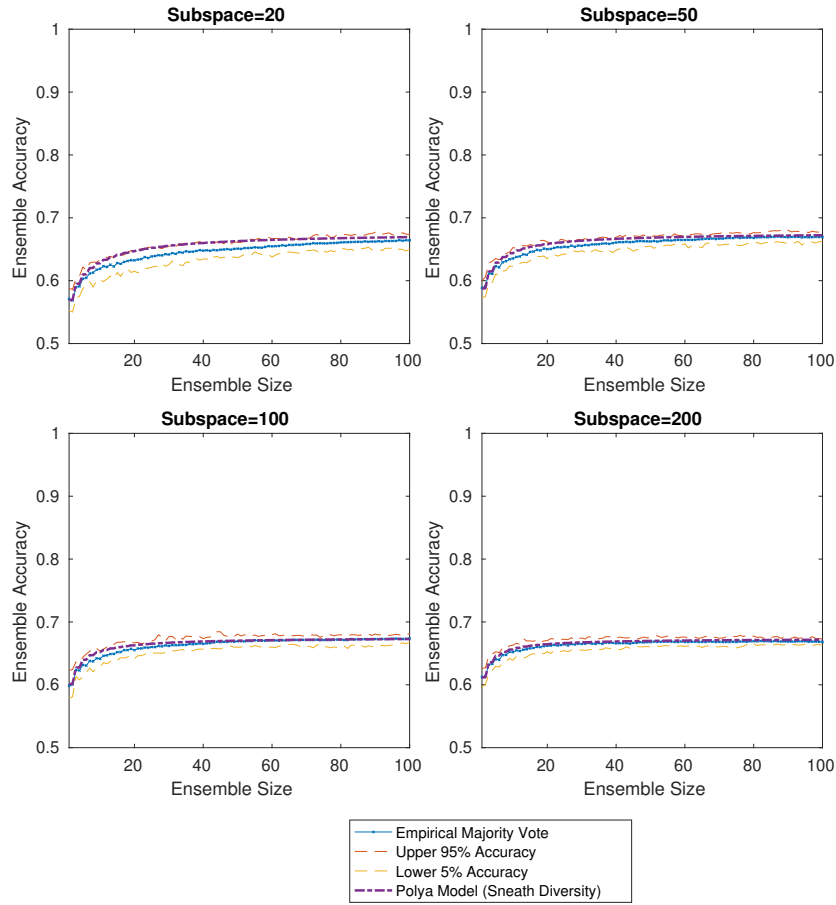 Subspace=20
1
0.9
0.8
0.7
0.6
0.5
Ensemble Accuracy
20
40
60
80
100
Ensemble Size
Subspace=50
1
0.9
0.8
0.7
0.6
0.5
Ensemble Accuracy
20
40
60
80
100
Ensemble Size
Subspace=100
1
0.9
0.8
0.7
0.6
0.5
Ensemble Accuracy
20
40
60
80
100
Ensemble Size
Subspace=200
1
0.9
0.8
0.7
0.6
0.5
Ensemble Accuracy
20
40
60
80
100
Ensemble Size
Empirical Majority Vote
Upper 95% Accuracy
Lower 5% Accuracy
Polya Model (Sneath Diversity)